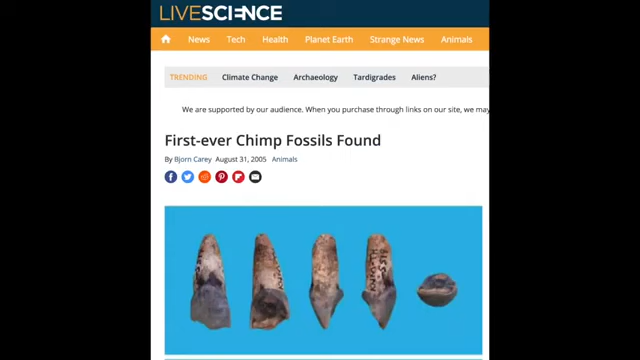 LIVESCIENCE
News Tech Health Planet Earth Strange News Animals
TRENDING Climate Change Archaeology Tardigrades Aliens?
We are supported by our audience. When you purchase through links on our site, we may
First-ever Chimp Fossils Found
By Bjorn Carey August 31, 2005 Animals